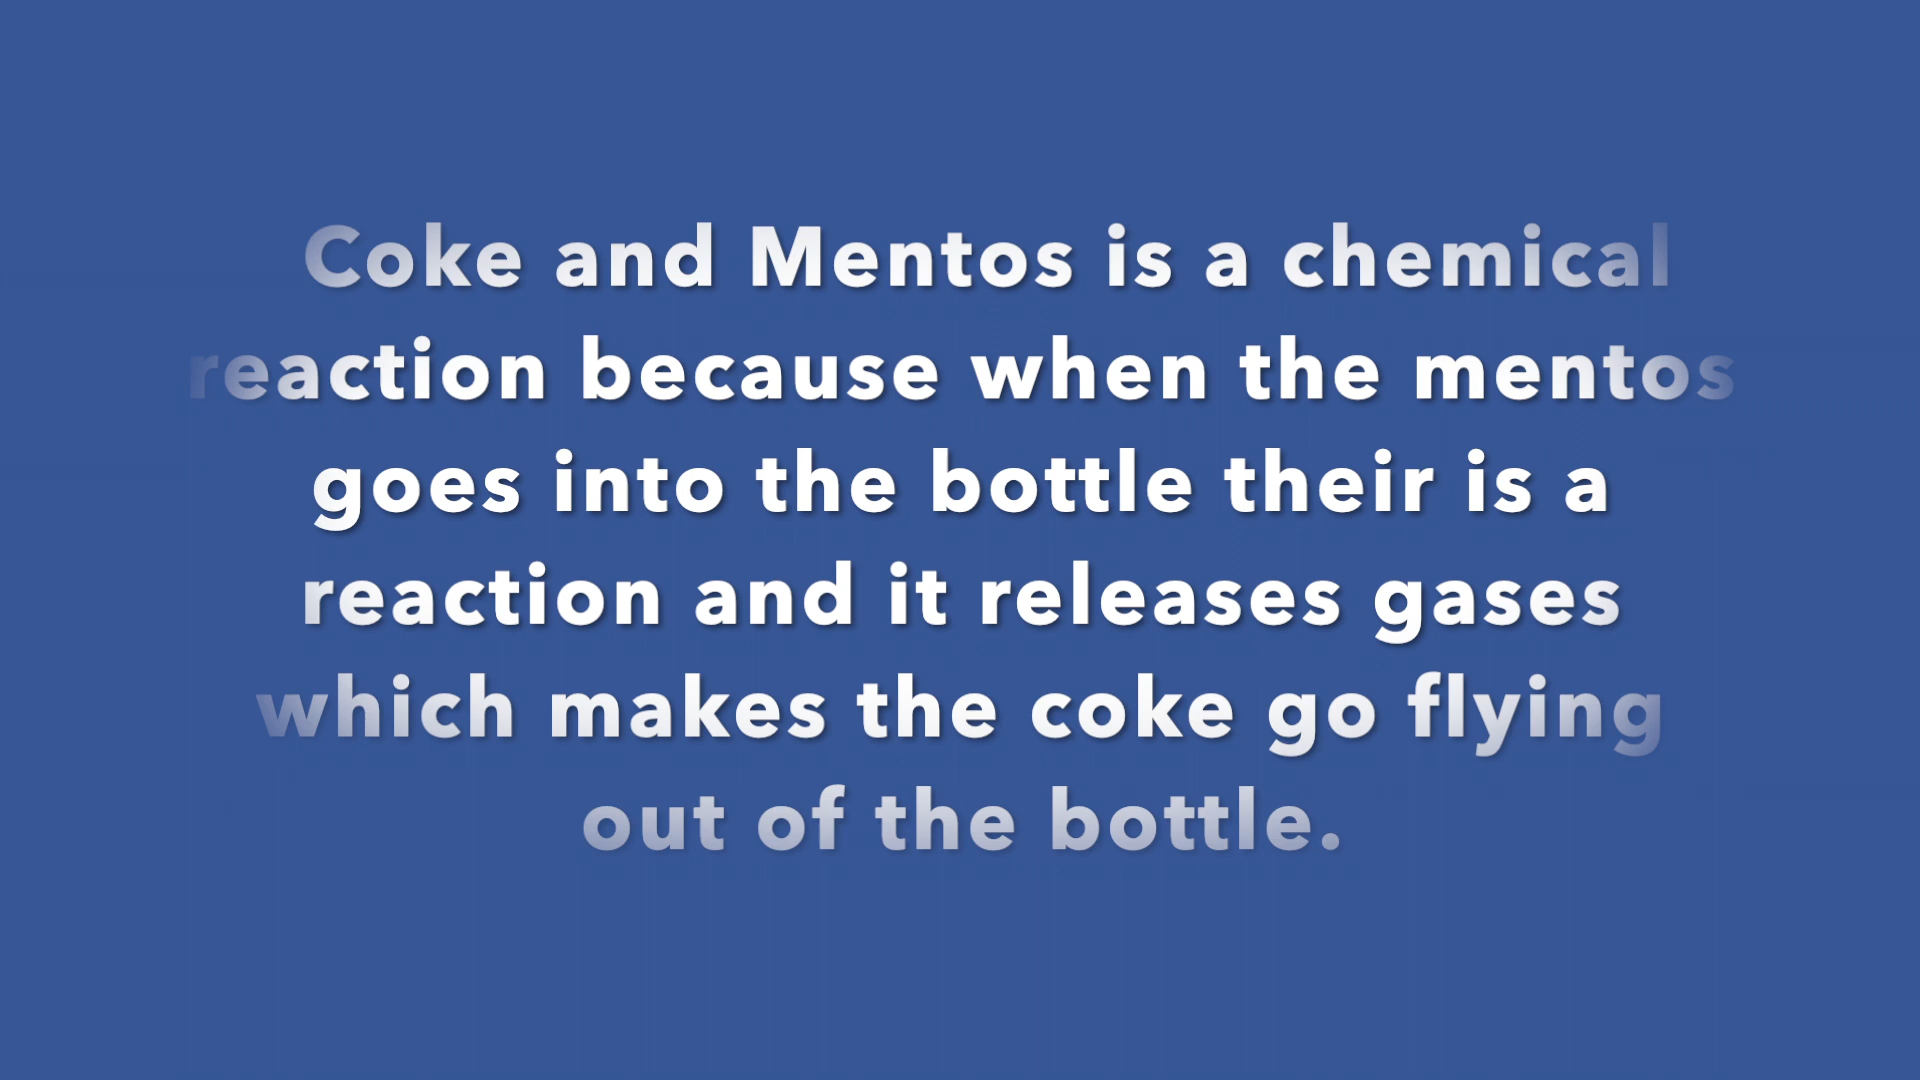 Coke and Mentos is a chemical
reaction because when the mentos
goes into the bottle their is a
reaction and it releases gases
which makes the coke go flying
out of the bottle.